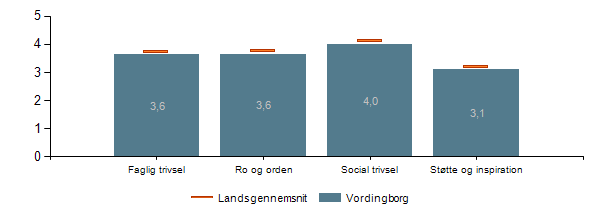 5
4
3
2
1
0
3,6
3,6
4,0
3,1
Faglig trivsel
Ro og orden
Social trivsel
Støtte og inspiration
Landsgennemsnit
Vordingborg